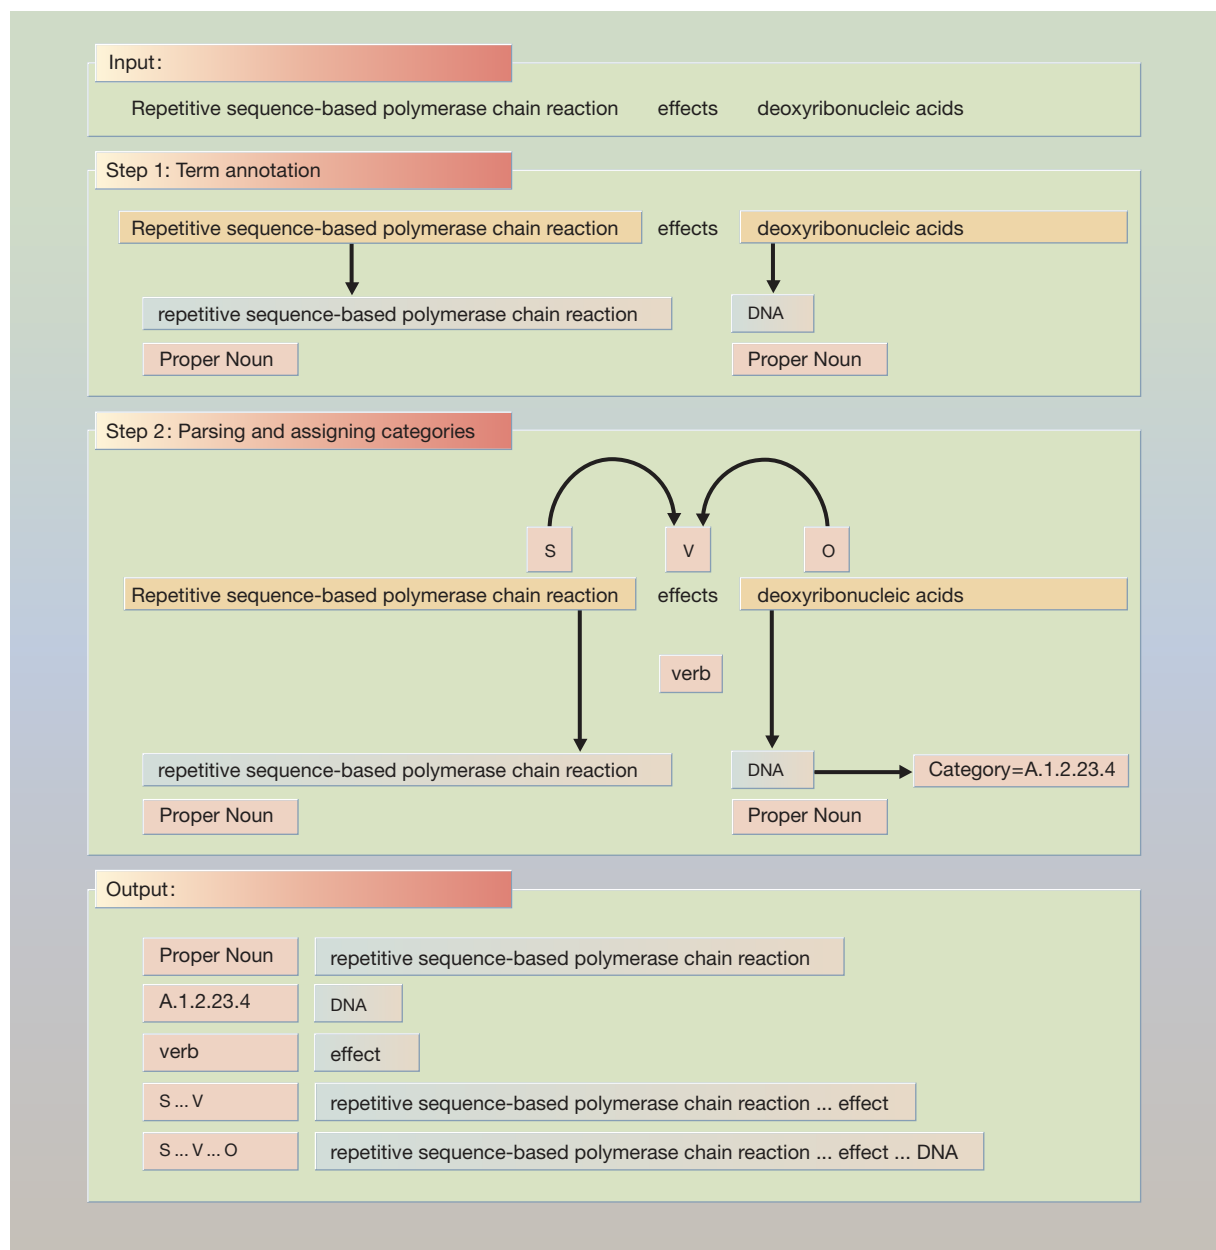 Input:
Repetitive sequence-based polymerase chain reaction effects deoxyribonucleic acids
Step 1: Term annotation
Repetitive sequence-based polymerase chain reaction effects deoxyribonucleic acids
repetitive sequence-based polymerase chain reaction DNA
Proper Noun Proper Noun
Step 2: Parsing and assigning categories
S V O
Repetitive sequence-based polymerase chain reaction effects deoxyribonucleic acids
verb
repetitive sequence-based polymerase chain reaction DNA Category=A.1.2.23.4
Proper Noun Proper Noun
Output:
Proper Noun repetitive sequence-based polymerase chain reaction
A.1.2.23.4 DNA
verb effect
S ... V repetitive sequence-based polymerase chain reaction ... effect
S ... V ... O repetitive sequence-based polymerase chain reaction ... effect ... DNA